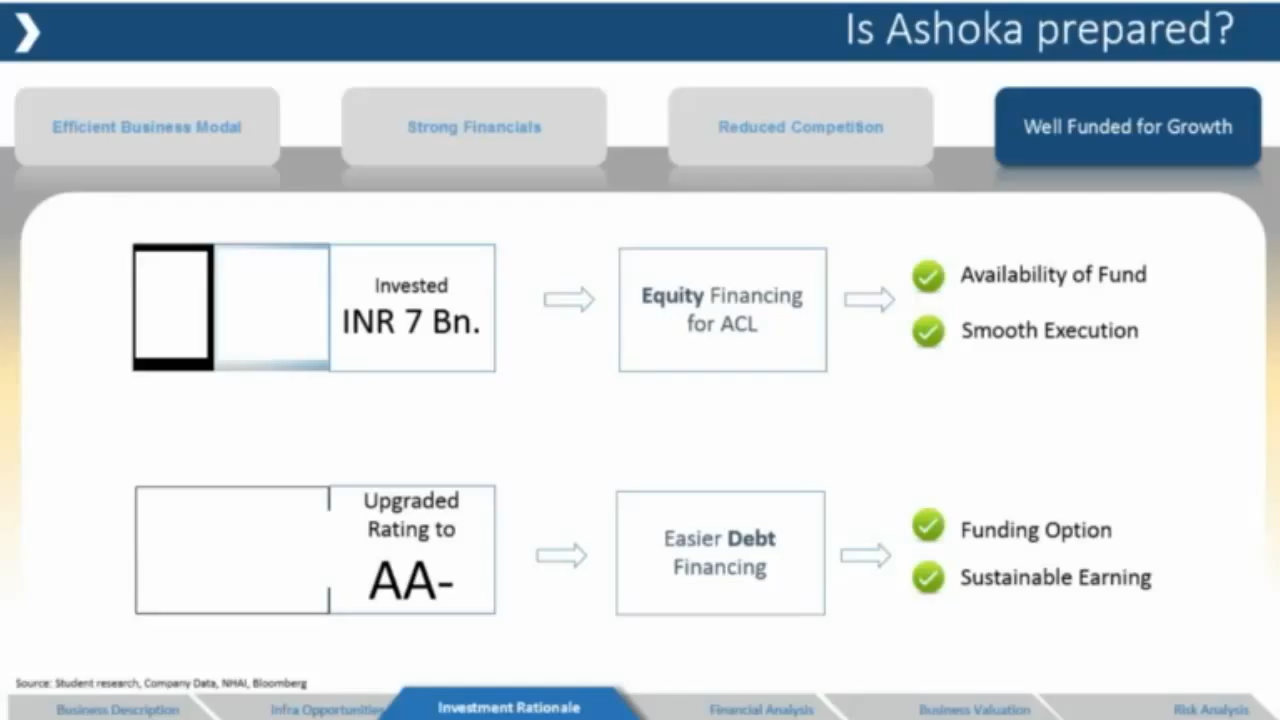 Is Ashoka prepared?
Efficient Business Modal
Strong Financials
Reduced Competition
Well Funded for Growth
Invested
INR 7 Bn.
Equity Financing
for ACL
Availability of Fund
Smooth Execution
Upgraded
Rating to
AA-
Easier Debt
Financing
Funding Option
Sustainable Earning
Source: Student research, Company Data, NHAI, Bloomberg
Business Description
Infra Opportunities
Investment Rationale
Financial Analysis
Business Valuation
Risk Analysis